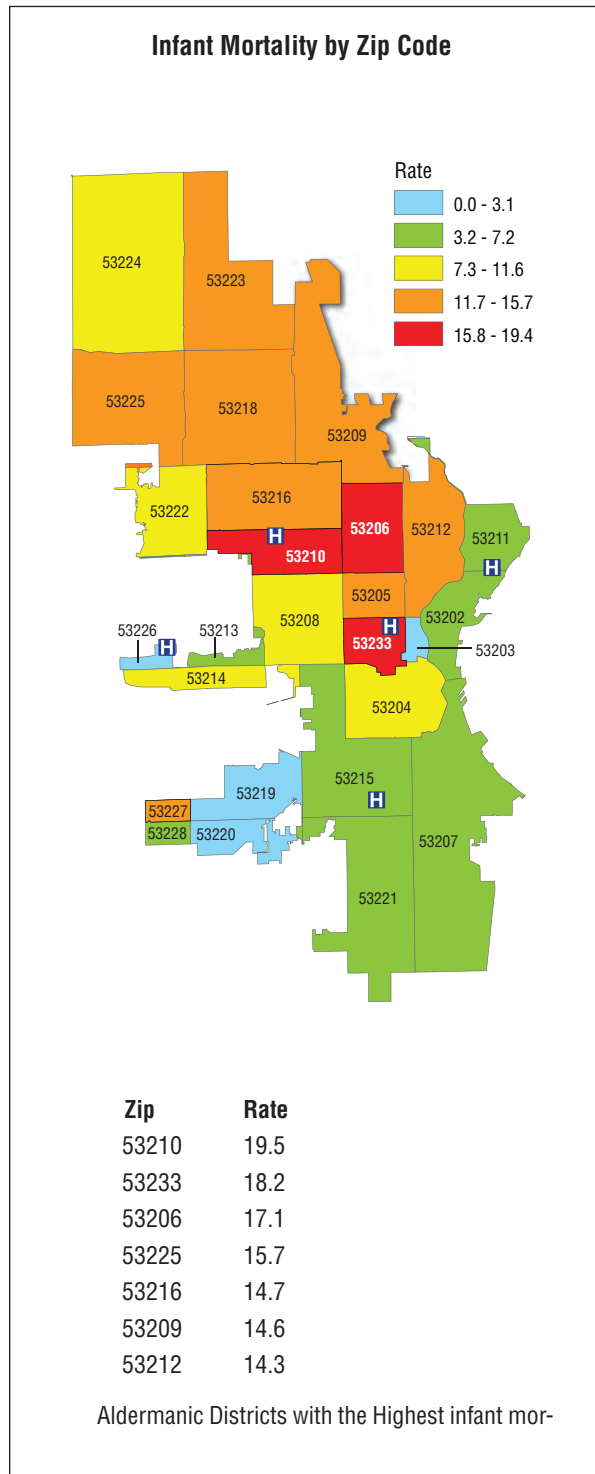 Infant Mortality by Zip Code
Rate
0.0 - 3.1
3.2 - 7.2
7.3 - 11.6
11.7 - 15.7
15.8 - 19.4
53224
53223
53225
53218
53209
53222
53216
53206
53212
53211
H
53210
H
53205
53202
53208
H
53226
H
53213
53233
53203
53214
53204
53219
53215
H
53227
53228
53220
53207
53221
Zip Rate
53210 19.5
53233 18.2
53206 17.1
53225 15.7
53216 14.7
53209 14.6
53212 14.3
Aldermanic Districts with the Highest infant mor-